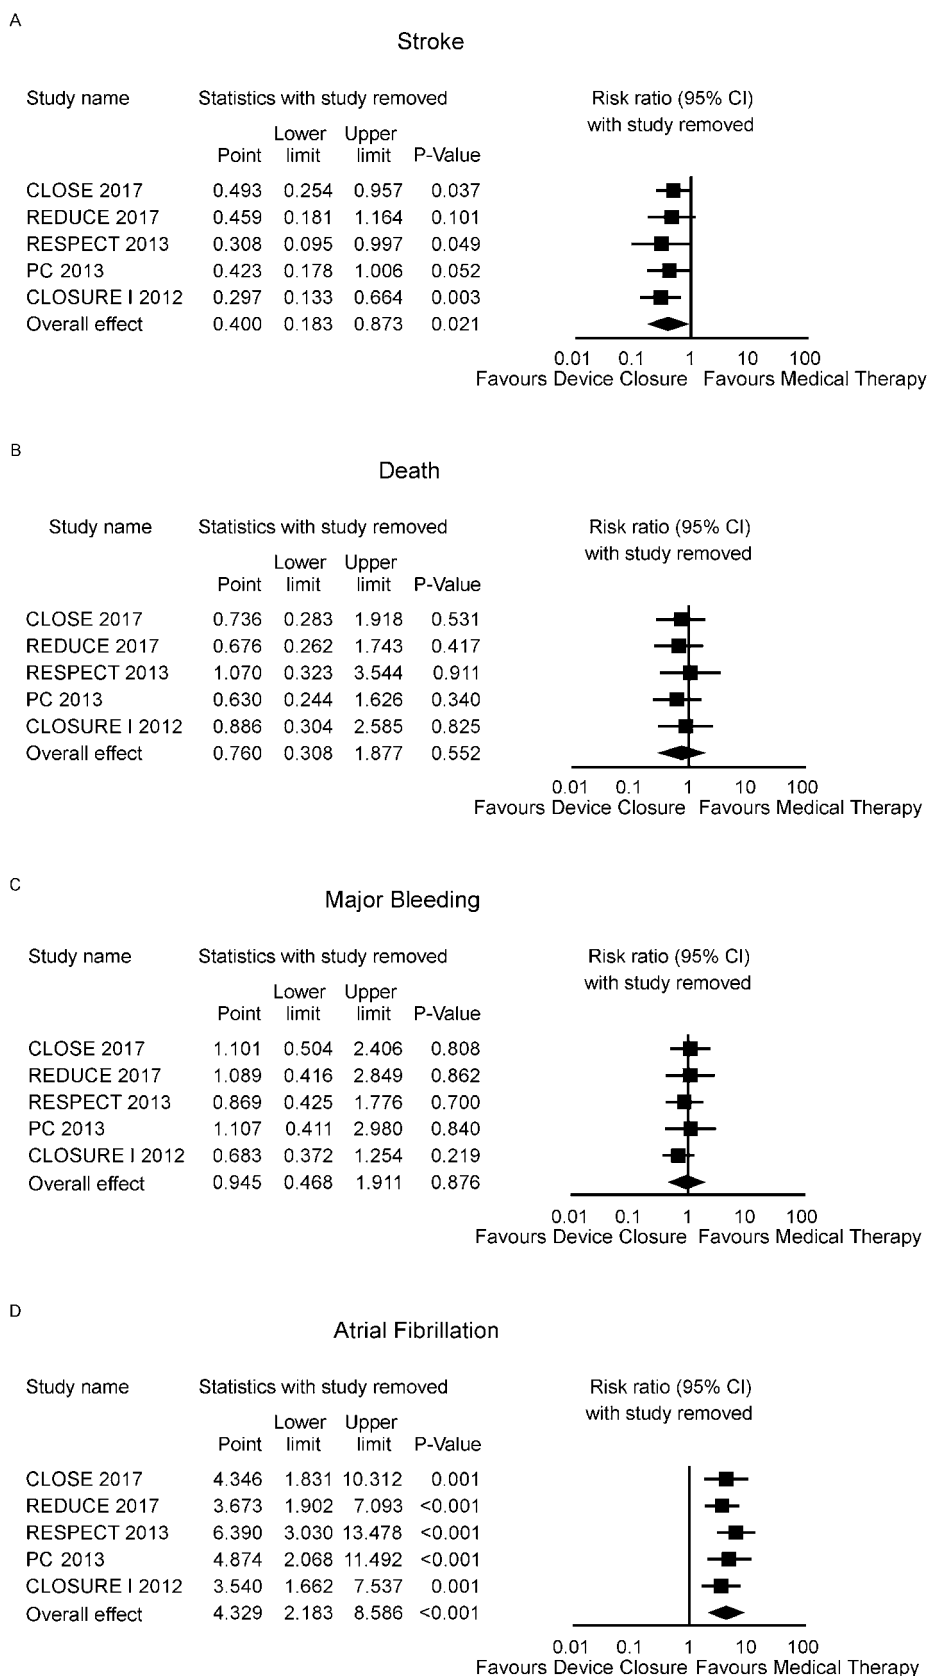 A
Stroke
Study name Statistics with study removed Risk ratio (95% CI)
with study removed
Lower Upper
Point limit limit P-Value
CLOSE 2017 0.493 0.254 0.957 0.037
REDUCE 2017 0.459 0.181 1.164 0.101
RESPECT 2013 0.308 0.095 0.997 0.049
PC 2013 0.423 0.178 1.006 0.052
CLOSURE I 2012 0.297 0.133 0.664 0.003
Overall effect 0.400 0.183 0.873 0.021
0.01 0.1 1 10 100
Favours Device Closure Favours Medical Therapy
B
Death
Study name Statistics with study removed Risk ratio (95% CI)
with study removed
Lower Upper
Point limit limit P-Value
CLOSE 2017 0.736 0.283 1.918 0.531
REDUCE 2017 0.676 0.262 1.743 0.417
RESPECT 2013 1.070 0.323 3.544 0.911
PC 2013 0.630 0.244 1.626 0.340
CLOSURE I 2012 0.886 0.304 2.585 0.825
Overall effect 0.760 0.308 1.877 0.552
0.01 0.1 1 10 100
Favours Device Closure Favours Medical Therapy
C
Major Bleeding
Study name Statistics with study removed Risk ratio (95% CI)
with study removed
Lower Upper
Point limit limit P-Value
CLOSE 2017 1.101 0.504 2.406 0.808
REDUCE 2017 1.089 0.416 2.849 0.862
RESPECT 2013 0.869 0.425 1.776 0.700
PC 2013 1.107 0.411 2.980 0.840
CLOSURE I 2012 0.683 0.372 1.254 0.219
Overall effect 0.945 0.468 1.911 0.876
0.01 0.1 1 10 100
Favours Device Closure Favours Medical Therapy
D
Atrial Fibrillation
Study name Statistics with study removed Risk ratio (95% CI)
with study removed
Lower Upper
Point limit limit P-Value
CLOSE 2017 4.346 1.831 10.312 0.001
REDUCE 2017 3.673 1.902 7.093 <0.001
RESPECT 2013 6.390 3.030 13.478 <0.001
PC 2013 4.874 2.068 11.492 <0.001
CLOSURE I 2012 3.540 1.662 7.537 0.001
Overall effect 4.329 2.183 8.586 <0.001
0.01 0.1 1 10 100
Favours Device Closure Favours Medical Therapy